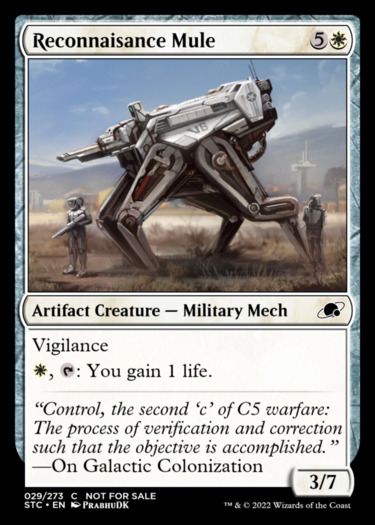 Reconnaisance Mule 5
VB
Artifact Creature — Military Mech
Vigilance
, : You gain 1 life.
“Control, the second ‘c’ of C5 warfare:
The process of verification and correction
such that the objective is accomplished.”
—On Galactic Colonization
3/7
029/273 C NOT FOR SALE
STC • EN PRABHUDK
™ & © 2022 Wizards of the Coast